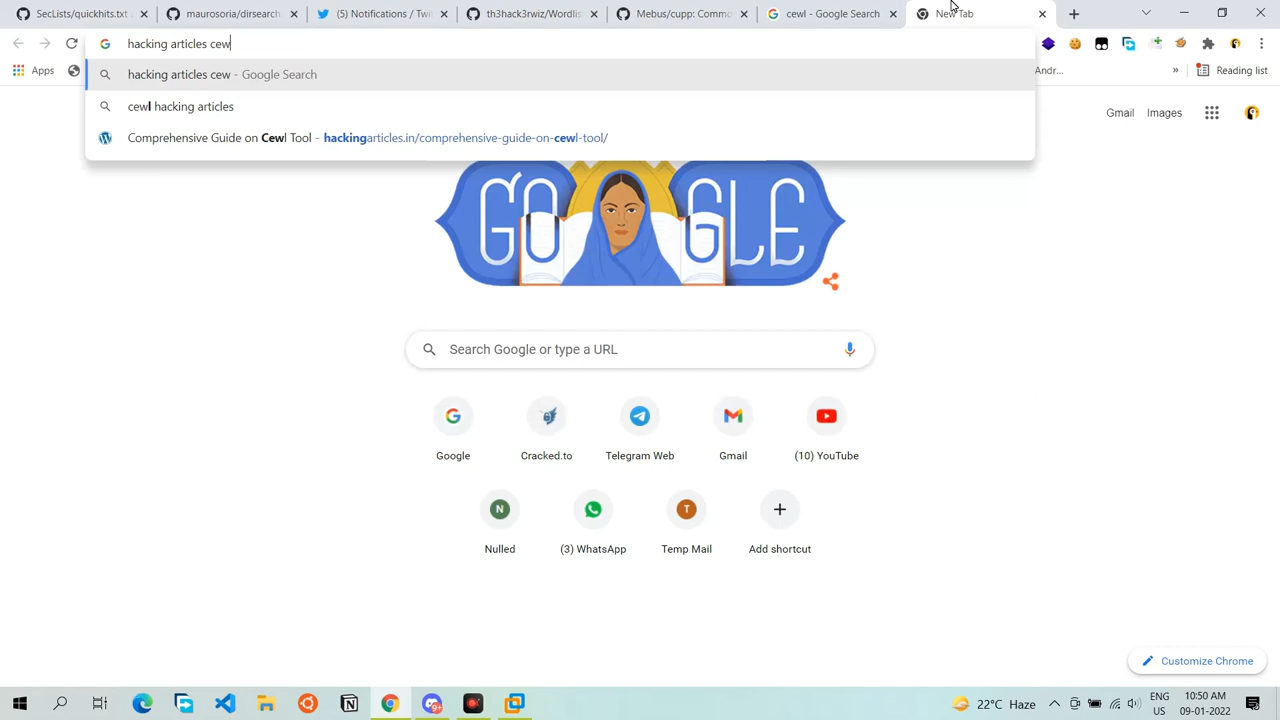 SecLists/quickhits.txt
maurosoria/dirsearch
(5) Notifications / Tw
th3hack3rwiz/Wordlis
Mebus/cupp: Commo
cewl - Google Search
New Tab
hacking articles cew
hacking articles cew - Google Search
cewl hacking articles
Comprehensive Guide on Cewl Tool - hackingarticles.in/comprehensive-guide-on-cewl-tool/
Apps
Andr...
»
Reading list
Gmail
Images
GOOGLE
Search Google or type a URL
Google
Cracked.to
Telegram Web
Gmail
(10) YouTube
N
T
Nulled
(3) WhatsApp
Temp Mail
Add shortcut
Customize Chrome
9+
22°C Haze
ENG
US
10:50 AM
09-01-2022